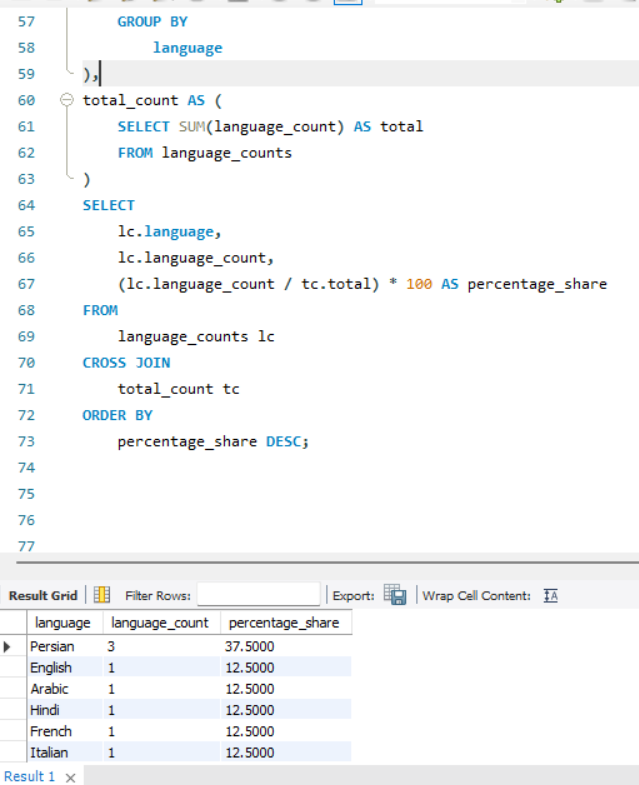 57 GROUP BY
58 language
59 ),
60 total_count AS (
61 SELECT SUM(language_count) AS total
62 FROM language_counts
63 )
64 SELECT
65 lc.language,
66 lc.language_count,
67 (lc.language_count / tc.total) * 100 AS percentage_share
68 FROM
69 language_counts lc
70 CROSS JOIN
71 total_count tc
72 ORDER BY
73 percentage_share DESC;
74
75
76
77
Result Grid Filter Rows: Export: Wrap Cell Content:
language language_count percentage_share
Persian 3 37.5000
English 1 12.5000
Arabic 1 12.5000
Hindi 1 12.5000
French 1 12.5000
Italian 1 12.5000
Result 1 ×